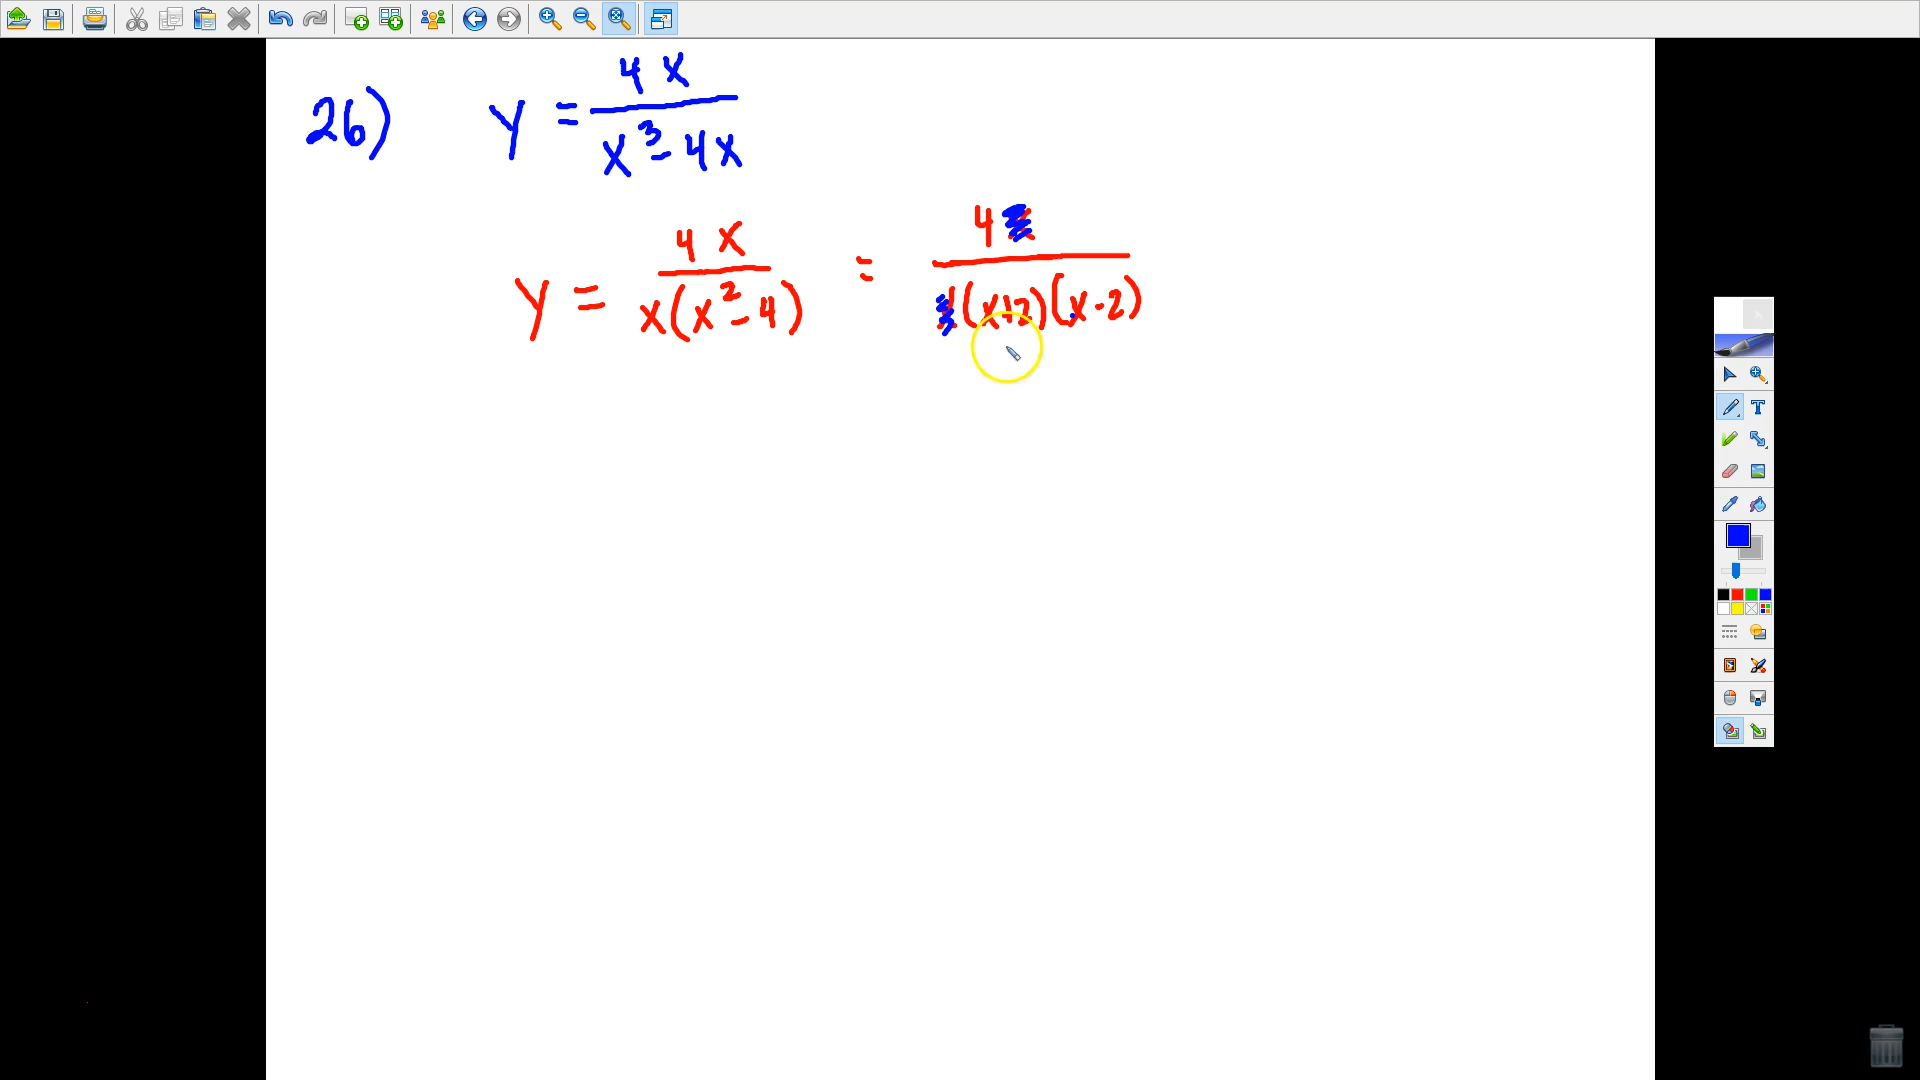 26) y = 4x / x³ - 4x
y = 4x / x(x² - 4) = 4x / x(x+2)(x-2)
T